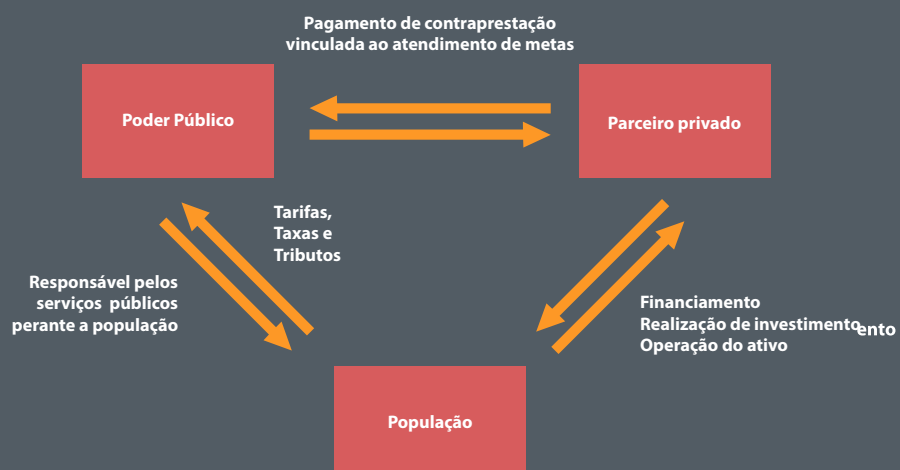 Pagamento de contraprestação
vinculada ao atendimento de metas
Poder Público
Parceiro privado
Tarifas,
Taxas e
Tributos
Responsável pelos
serviços públicos
perante a população
Financiamento
Realização de investimento
ento
Operação do ativo
População